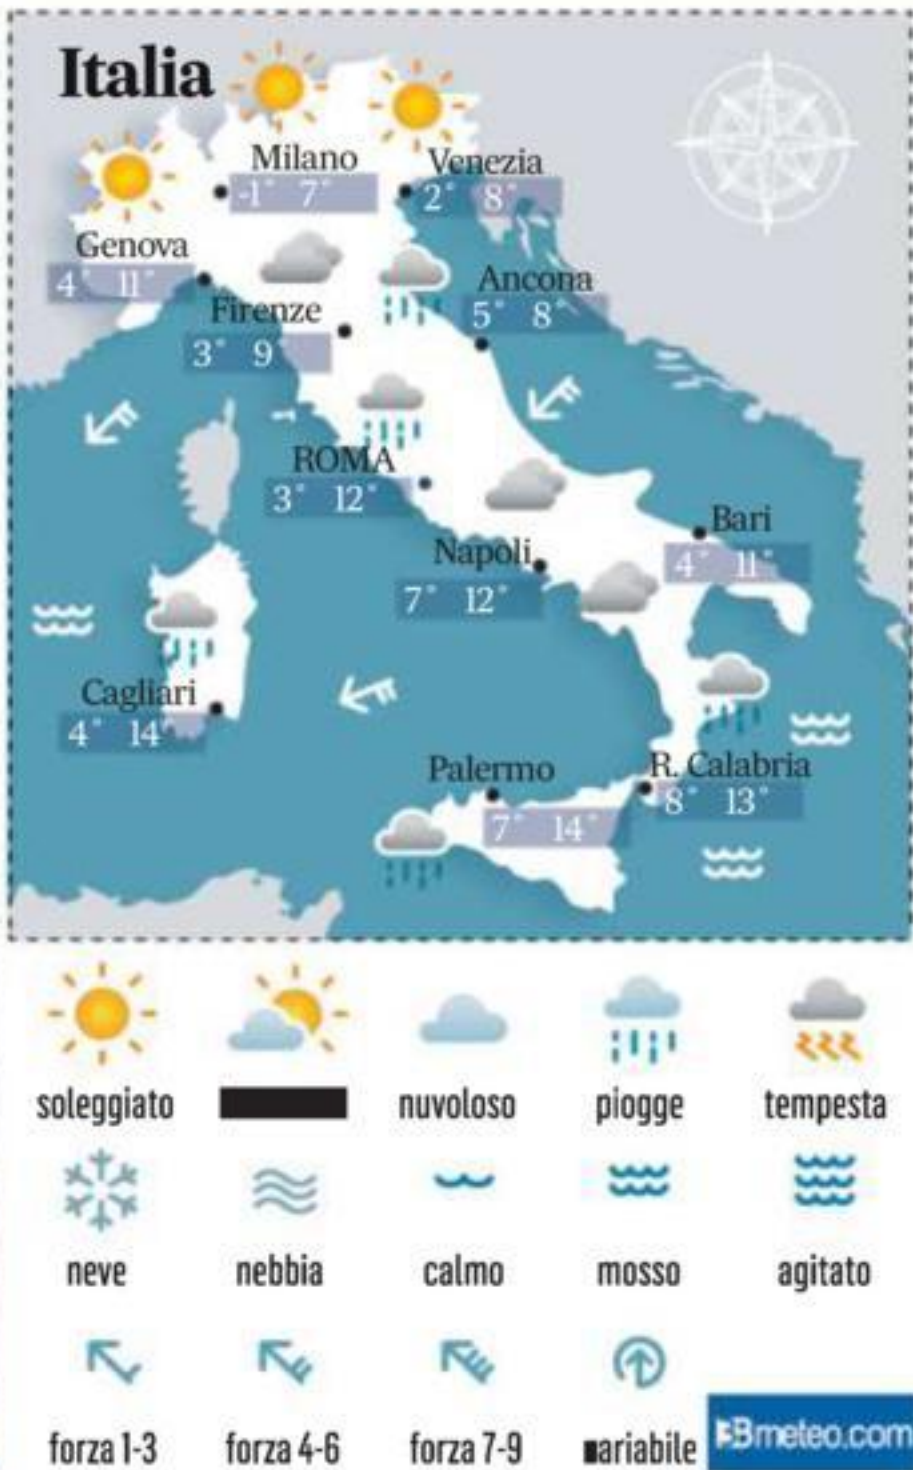 Italia
Milano
-1° 7°
Venezia
2° 8°
Genova
4° 11°
Firenze
3° 9
Ancona
5° 8°
ROMA
3° 12°
Napoli
7° 12°
Bari
4° 11°
Cagliari
4° 14°
Palermo
7° 14°
R. Calabria
8° 13°
soleggiato
nuvoloso
piogge
tempesta
neve
nebbia
calmo
mosso
agitato
forza 1-3
forza 4-6
forza 7-9
ariabile
3Bmeteo.com